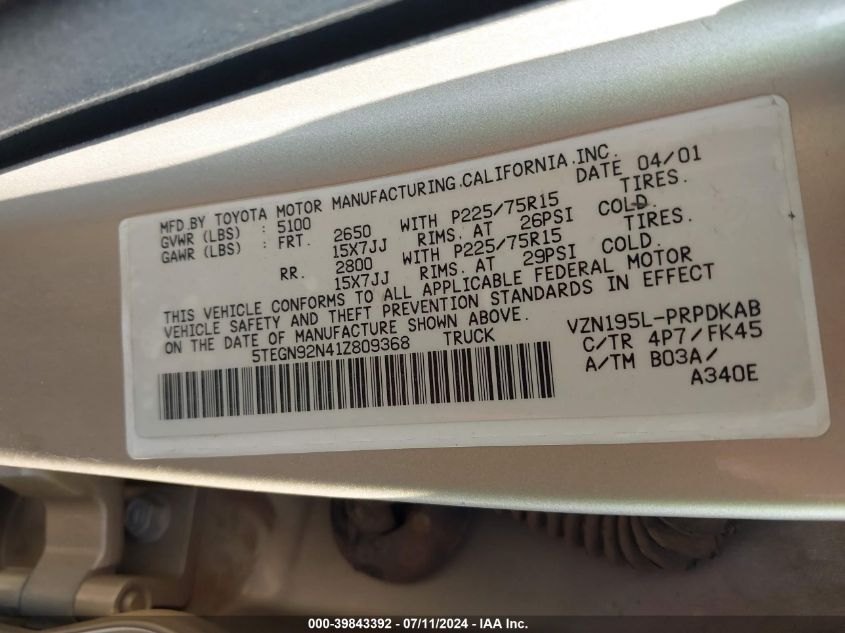 MFD.BY TOYOTA MOTOR MANUFACTURING.CALIFORNIA.INC. DATE 04/01
GVWR (LBS) : 5100
GAWR (LBS) : FRT. 2650 WITH P225/75R15 TIRES.
15X7JJ RIMS. AT 26PSI COLD.
RR. 2800 WITH P225/75R15 TIRES.
15X7JJ RIMS. AT 29PSI COLD.
THIS VEHICLE CONFORMS TO ALL APPLICABLE FEDERAL MOTOR
VEHICLE SAFETY AND THEFT PREVENTION STANDARDS IN EFFECT
ON THE DATE OF MANUFACTURE SHOWN ABOVE.
5TEGN92N41Z809368 TRUCK
VZN195L-PRPDKAB
C/TR 4P7/FK45
A/TM B03A/
A340E
000-39843392 - 07/11/2024 - IAA Inc.